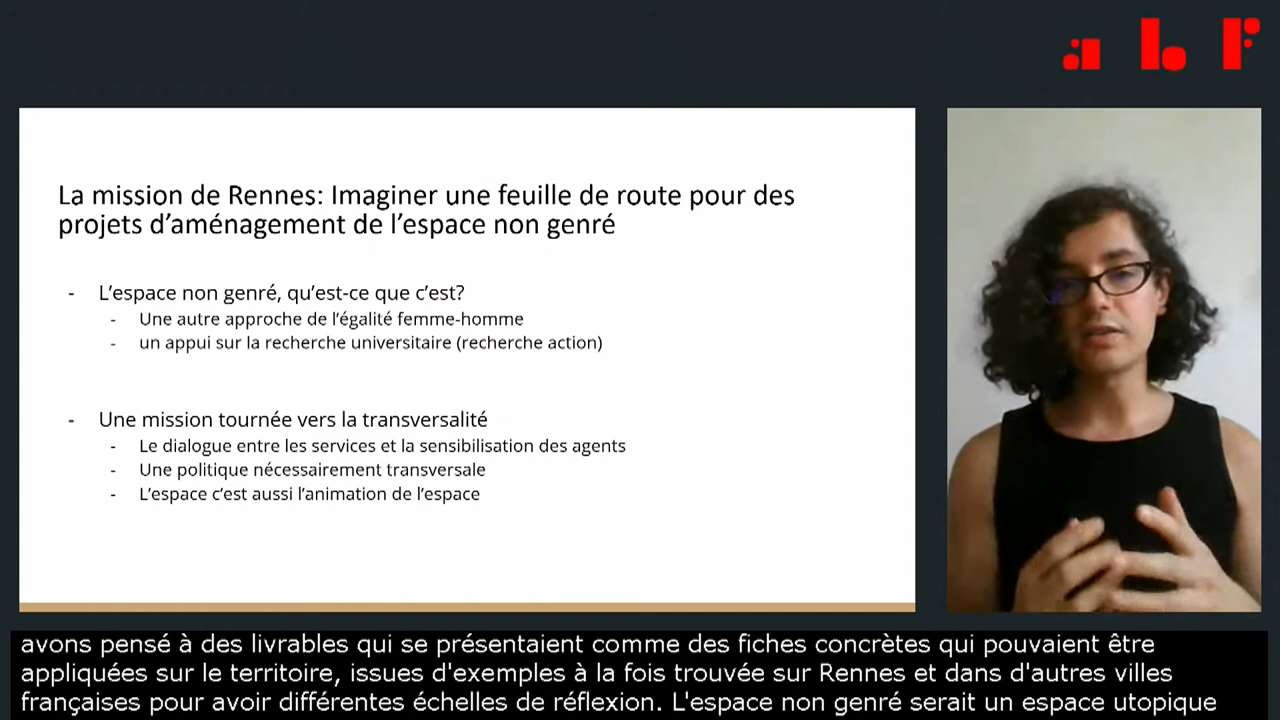 abf
La mission de Rennes: Imaginer une feuille de route pour des
projets d’aménagement de l’espace non genré
- L’espace non genré, qu’est-ce que c’est?
- Une autre approche de l’égalité femme-homme
- un appui sur la recherche universitaire (recherche action)
- Une mission tournée vers la transversalité
- Le dialogue entre les services et la sensibilisation des agents
- Une politique nécessairement transversale
- L’espace c’est aussi l’animation de l’espace
avons pensé à des livrables qui se présentaient comme des fiches concrètes qui pouvaient être
appliquées sur le territoire, issues d'exemples à la fois trouvée sur Rennes et dans d'autres villes
françaises pour avoir différentes échelles de réflexion. L'espace non genré serait un espace utopique